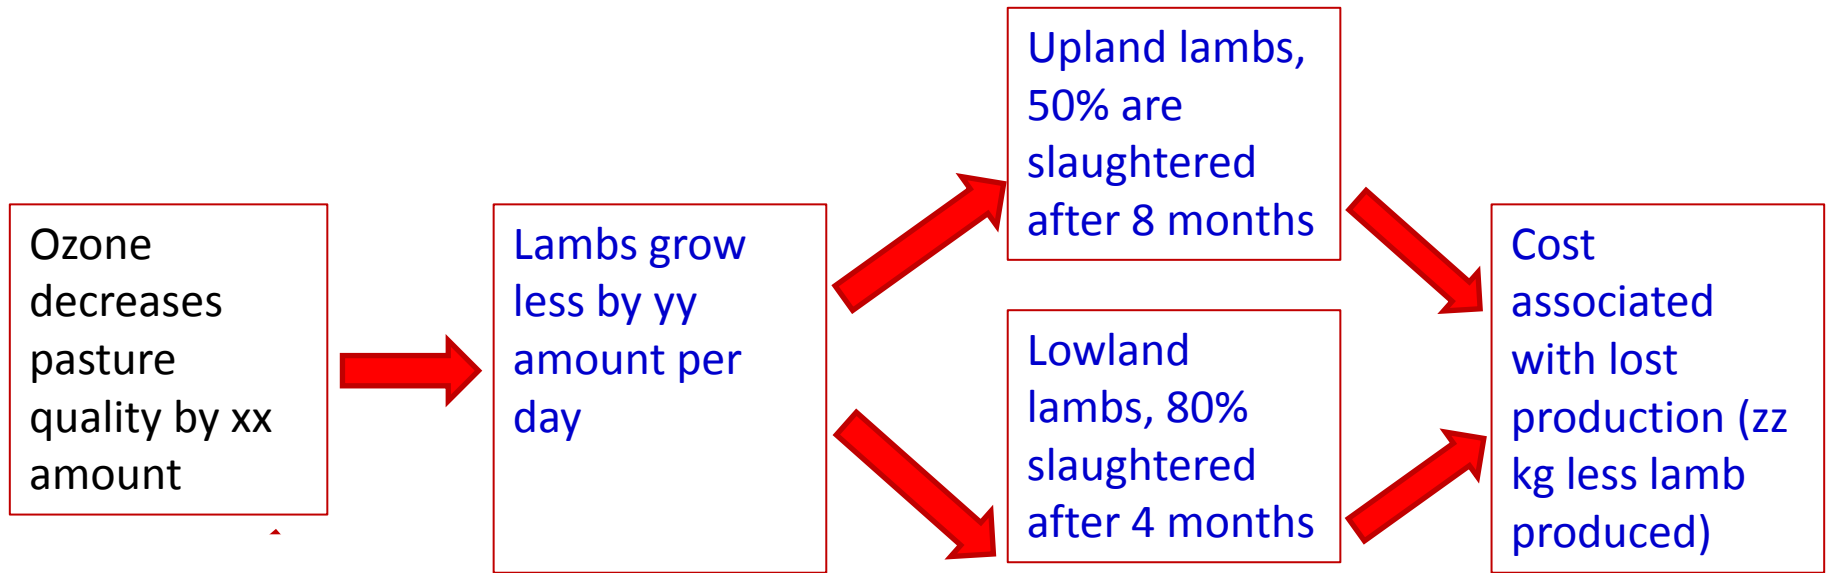 Ozone
decreases
pasture
quality by xx
amount
Lambs grow
less by yy
amount per
day
Upland lambs,
50% are
slaughtered
after 8 months
Lowland
lambs, 80%
slaughtered
after 4 months
Cost
associated
with lost
production (zz
kg less lamb
produced)